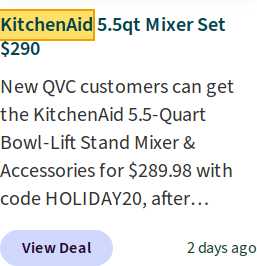 KitchenAid 5.5qt Mixer Set
$290
New QVC customers can get
the KitchenAid 5.5-Quart
Bowl-Lift Stand Mixer &
Accessories for $289.98 with
code HOLIDAY20, after…
View Deal
2 days ago